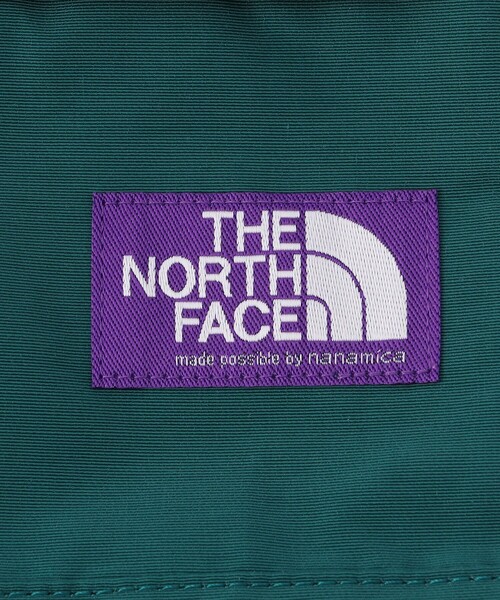 THE
NORTH
FACE
made possible by nanamica